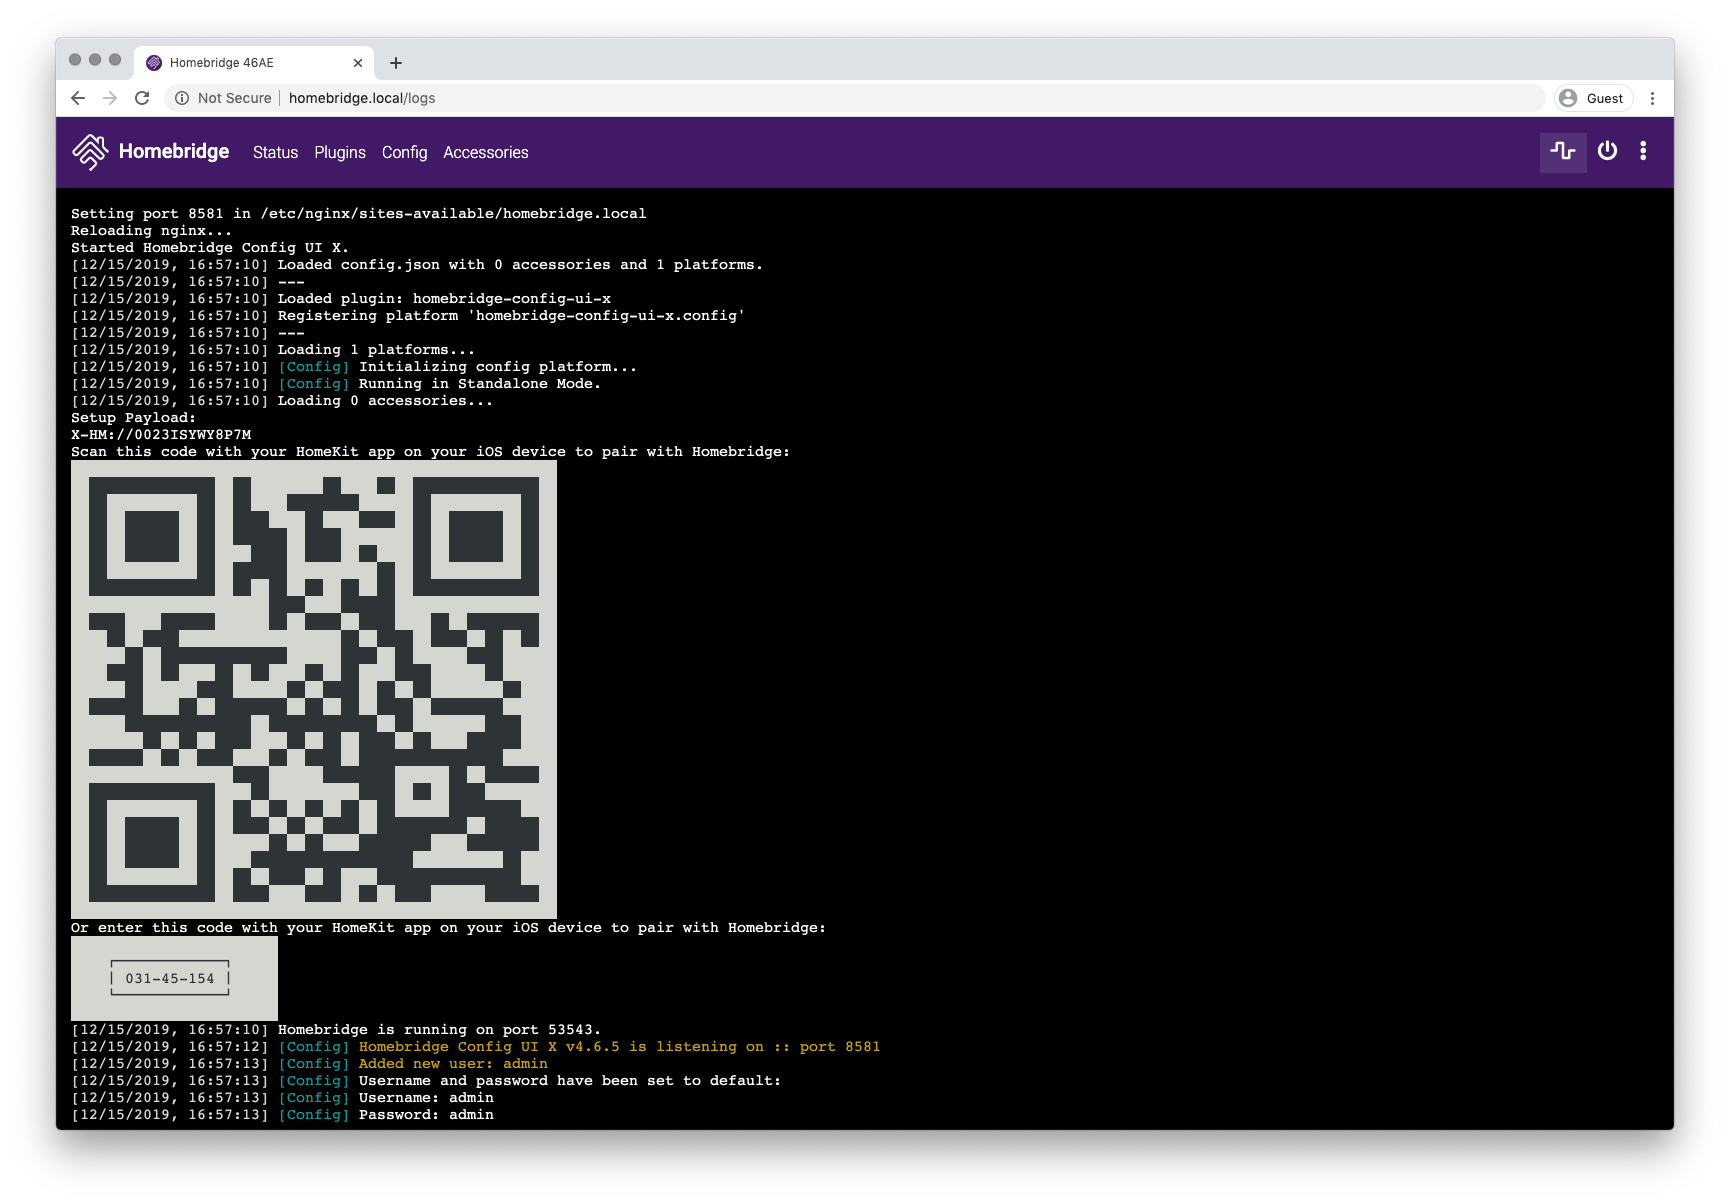 Homebridge 46AE
Not Secure homebridge.local/logs Guest
Homebridge Status Plugins Config Accessories
Setting port 8581 in /etc/nginx/sites-available/homebridge.local
Reloading nginx...
Started Homebridge Config UI X.
[12/15/2019, 16:57:10] Loaded config.json with 0 accessories and 1 platforms.
[12/15/2019, 16:57:10] ---
[12/15/2019, 16:57:10] Loaded plugin: homebridge-config-ui-x
[12/15/2019, 16:57:10] Registering platform 'homebridge-config-ui-x.config'
[12/15/2019, 16:57:10] ---
[12/15/2019, 16:57:10] Loading 1 platforms...
[12/15/2019, 16:57:10] [Config] Initializing config platform...
[12/15/2019, 16:57:10] [Config] Running in Standalone Mode.
[12/15/2019, 16:57:10] Loading 0 accessories...
Setup Payload:
X-HM://0023ISYWY8P7M
Scan this code with your HomeKit app on your iOS device to pair with Homebridge:
Or enter this code with your HomeKit app on your iOS device to pair with Homebridge:
031-45-154
[12/15/2019, 16:57:10] Homebridge is running on port 53543.
[12/15/2019, 16:57:12] [Config] Homebridge Config UI X v4.6.5 is listening on :: port 8581
[12/15/2019, 16:57:13] [Config] Added new user: admin
[12/15/2019, 16:57:13] [Config] Username and password have been set to default:
[12/15/2019, 16:57:13] [Config] Username: admin
[12/15/2019, 16:57:13] [Config] Password: admin